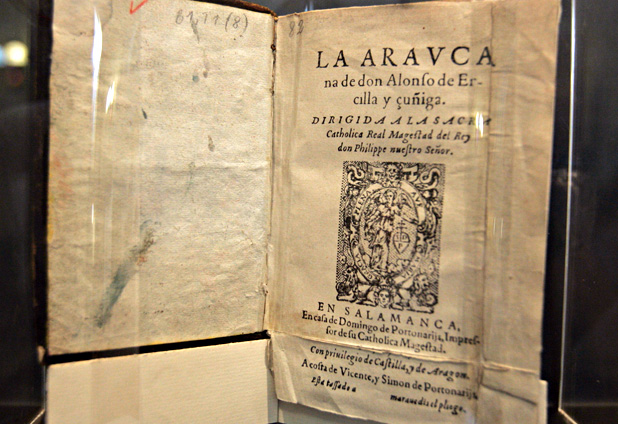 82
LA ARAVCA
na de don Alonſo de Er-
cilla y çuñiga.
DIRIGIDA A LA SACRA
Catholica Real Mageſtad del Rey
don Philippe nueſtro Señor.
EN SALAMANCA,
En caſa de Domingo de Portonarijs, Impreſ-
ſor de ſu Catholica Mageſtad.
Con priuilegio de Caſtilla, y de Aragon.
A coſta de Vicente, y Simon de Portonarijs,
Eſta taſſado a marauedis el pliego.